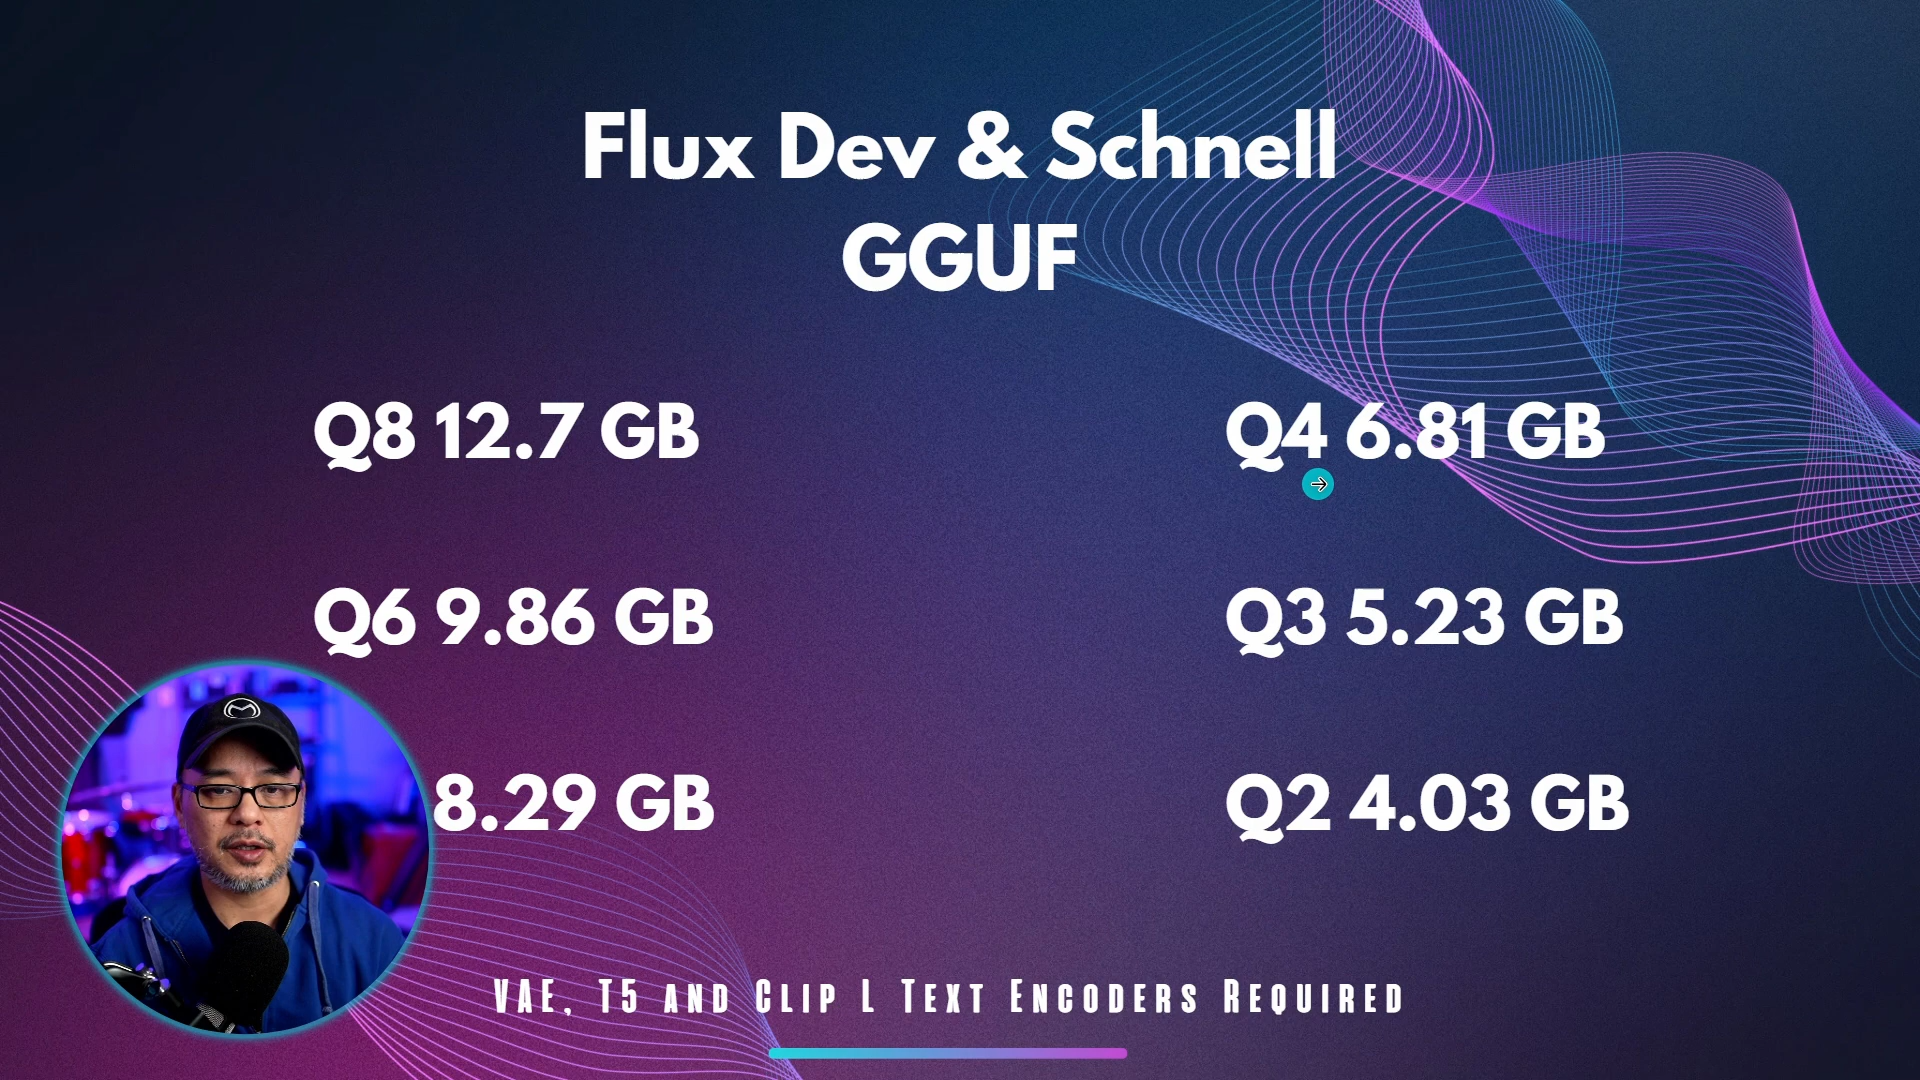 Flux Dev & Schnell
GGUF
Q8 12.7 GB
Q6 9.86 GB
8.29 GB
Q4 6.81 GB
Q3 5.23 GB
Q2 4.03 GB
VAE, T5 and Clip L Text Encoders Required